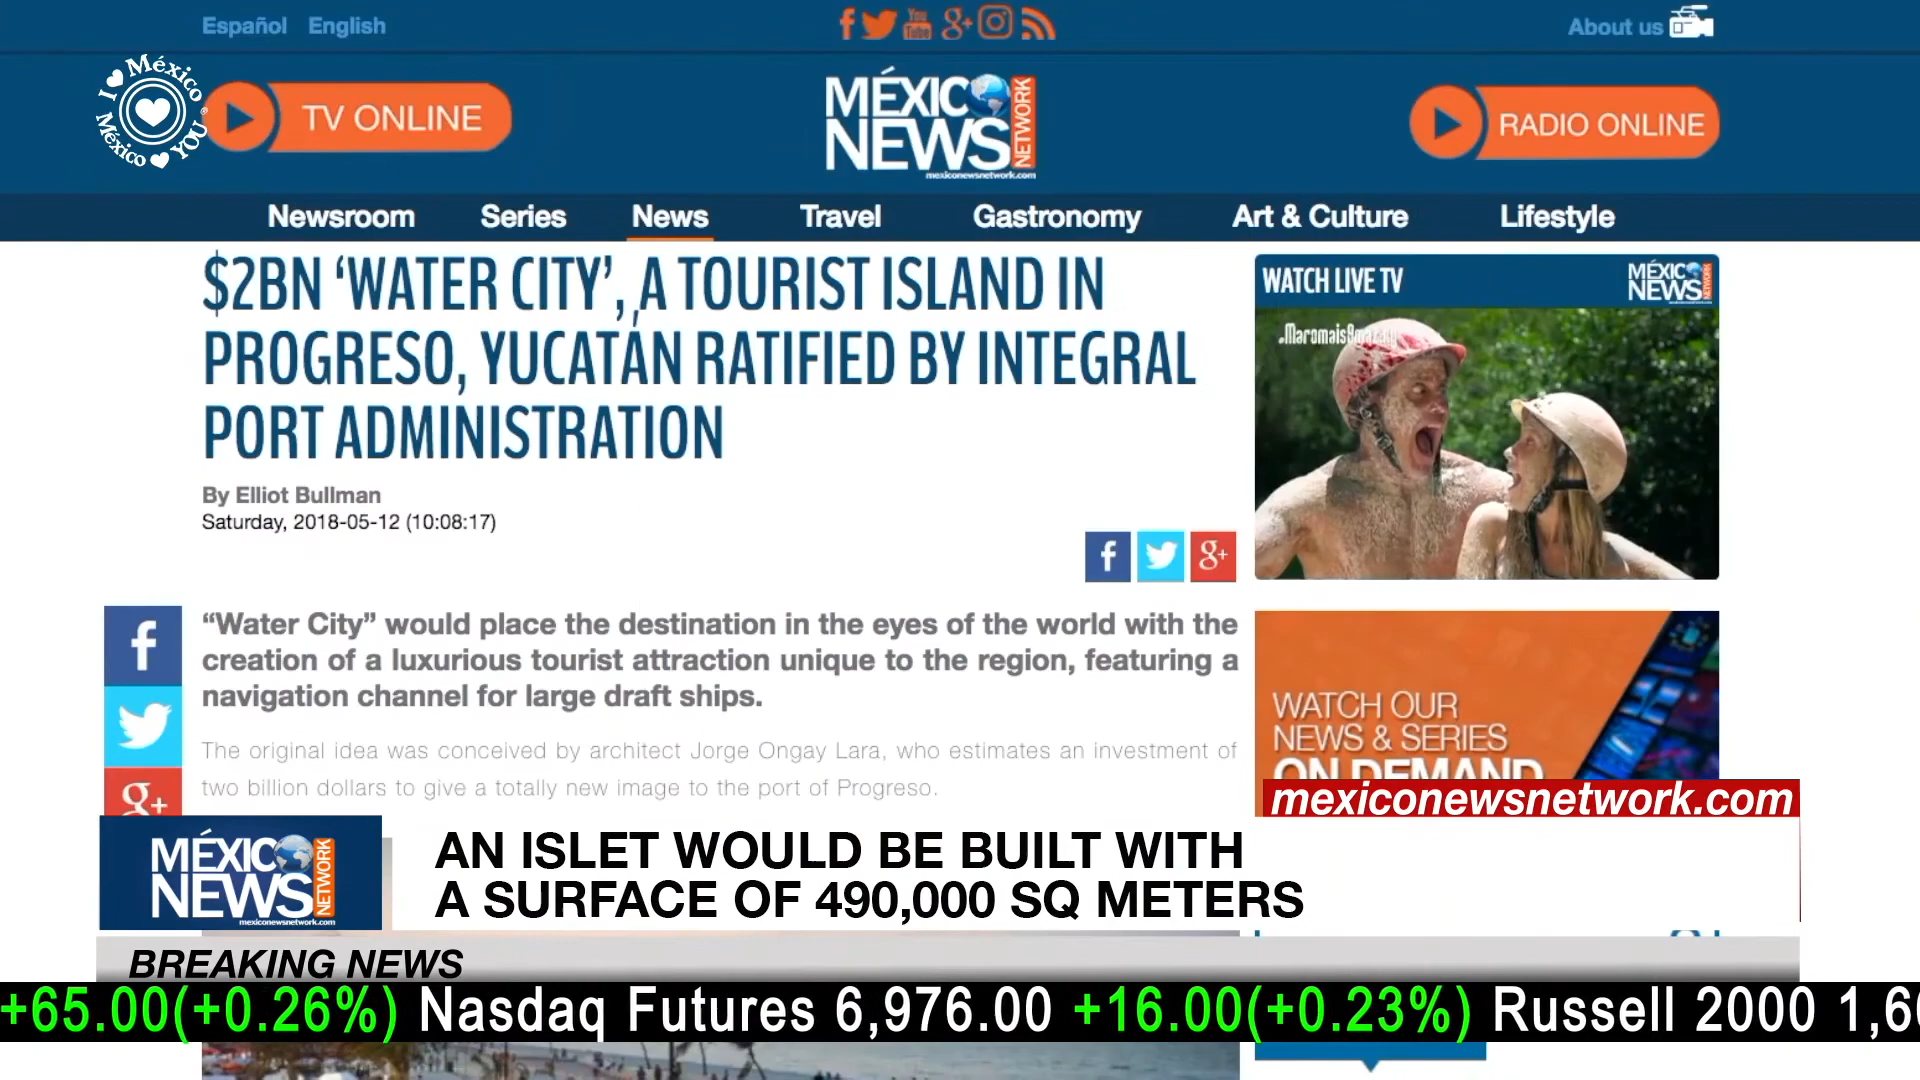 Español English
About us
I México
México YOU
TV ONLINE
MÉXICO
NEWS
NETWORK
mexiconewsnetwork.com
RADIO ONLINE
Newsroom Series News Travel Gastronomy Art & Culture Lifestyle
$2BN ‘WATER CITY’, A TOURIST ISLAND IN
PROGRESO, YUCATÁN RATIFIED BY INTEGRAL
PORT ADMINISTRATION
By Elliot Bullman
Saturday, 2018-05-12 (10:08:17)
WATCH LIVE TV
MÉXICO
NEWS
NETWORK
“Water City” would place the destination in the eyes of the world with the
creation of a luxurious tourist attraction unique to the region, featuring a
navigation channel for large draft ships.
The original idea was conceived by architect Jorge Ongay Lara, who estimates an investment of
two billion dollars to give a totally new image to the port of Progreso.
WATCH OUR
NEWS & SERIES
ON DEMAND
mexiconewsnetwork.com
MÉXICO
NEWS
NETWORK
mexiconewsnetwork.com
AN ISLET WOULD BE BUILT WITH
A SURFACE OF 490,000 SQ METERS
BREAKING NEWS
+65.00(+0.26%) Nasdaq Futures 6,976.00 +16.00(+0.23%) Russell 2000 1,60